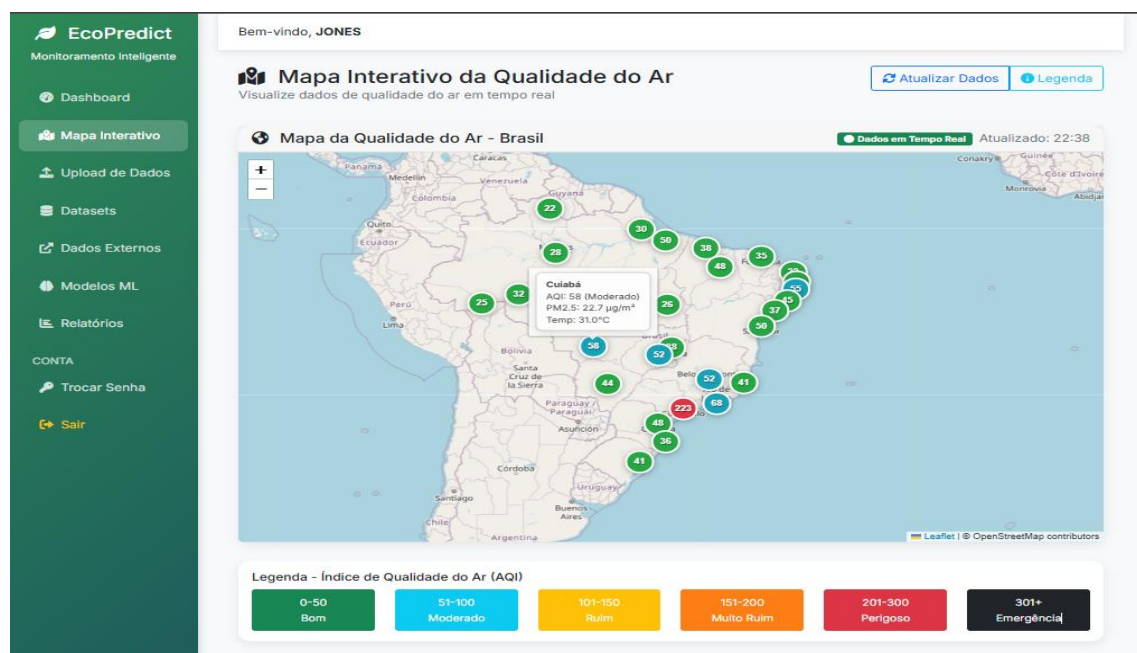 EcoPredict
Monitoramento Inteligente
Dashboard
Mapa Interativo
Upload de Dados
Datasets
Dados Externos
Modelos ML
Relatórios
CONTA
Trocar Senha
Sair
Bem-vindo, JONES
Mapa Interativo da Qualidade do Ar
Visualize dados de qualidade do ar em tempo real
Atualizar Dados
Legenda
Mapa da Qualidade do Ar - Brasil
Dados em Tempo Real
Atualizado: 22:38
+
−
Caracas
Conakry
Guinée
Panamá
Medellín
Venezuela
Côte d'Ivoire
Monrovia
Colombia
Guyana
22
Quito
30
50
Ecuador
28
38
35
48
Cuiabá
AQI: 58 (Moderado)
PM2.5: 22.7 µg/m³
Temp: 31.0°C
55
Perú
25
32
26
45
37
Lima
50
Bolivia
58
52
Santa
Cruz de
la Sierra
44
52
41
Paraguay /
Paraguái
223
68
Asunción
48
36
Córdoba
41
Uruguay
Santiago
Buenos
Aires
Chile
Argentina
Leaflet | © OpenStreetMap contributors
Legenda - Índice de Qualidade do Ar (AQI)
0-50
Bom
51-100
Moderado
101-150
Ruim
151-200
Muito Ruim
201-300
Perigoso
301+
Emergência